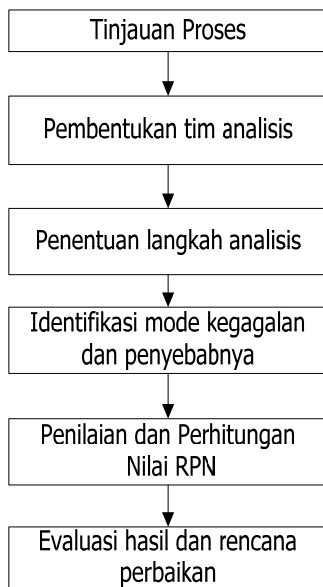 Tinjauan Proses
Pembentukan tim analisis
Penentuan langkah analisis
Identifikasi mode kegagalan
dan penyebabnya
Penilaian dan Perhitungan
Nilai RPN
Evaluasi hasil dan rencana
perbaikan